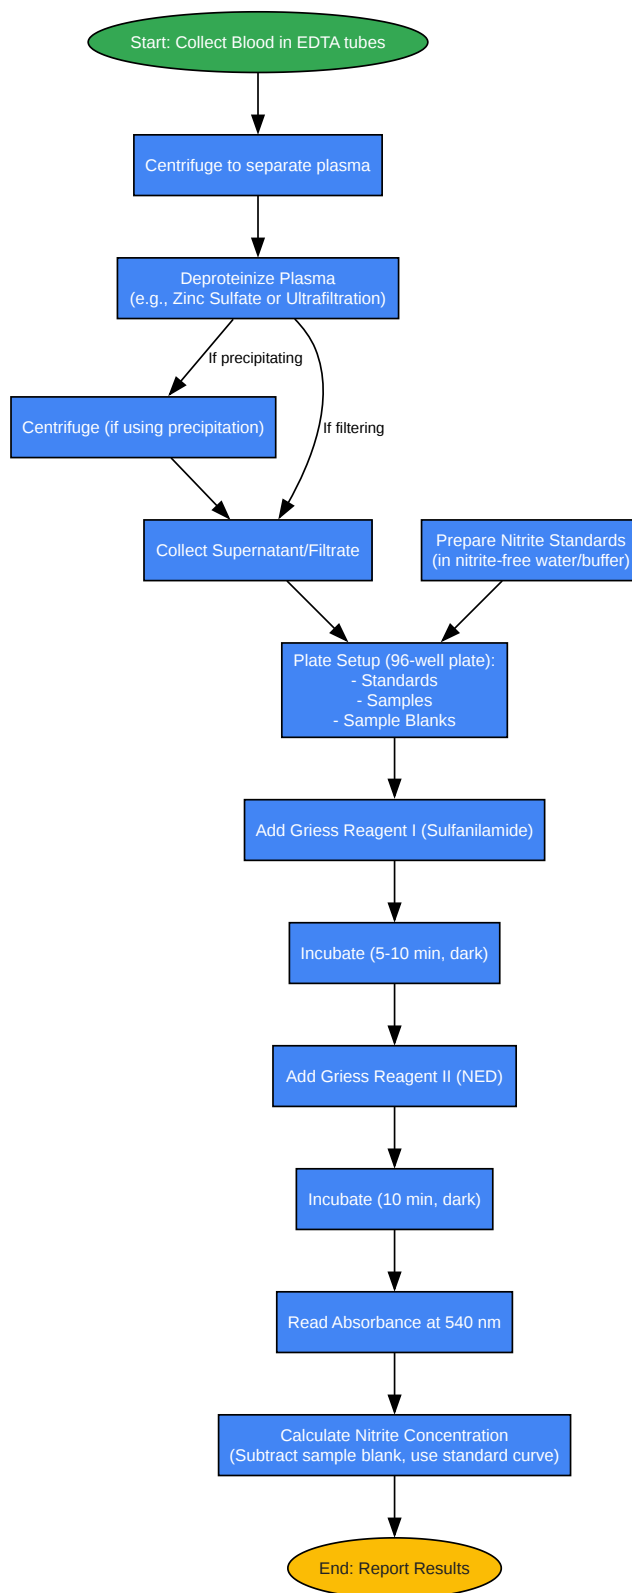 Start: Collect Blood in EDTA tubes
Centrifuge to separate plasma
Deproteinize Plasma
(e.g., Zinc Sulfate or Ultrafiltration)
If precipitating
Centrifuge (if using precipitation)
If filtering
Collect Supernatant/Filtrate
Prepare Nitrite Standards
(in nitrite-free water/buffer)
Plate Setup (96-well plate):
- Standards
- Samples
- Sample Blanks
Add Griess Reagent I (Sulfanilamide)
Incubate (5-10 min, dark)
Add Griess Reagent II (NED)
Incubate (10 min, dark)
Read Absorbance at 540 nm
Calculate Nitrite Concentration
(Subtract sample blank, use standard curve)
End: Report Results